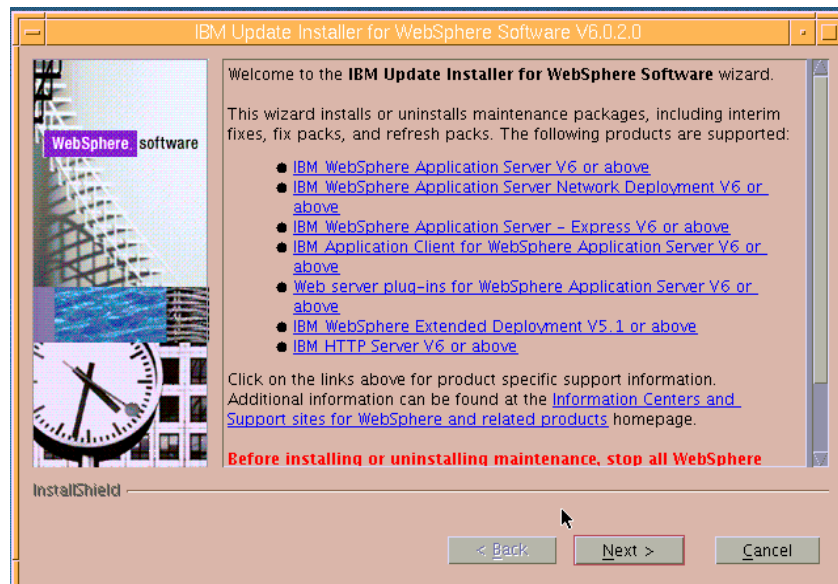 IBM Update Installer for WebSphere Software V6.0.2.0
WebSphere. software
Welcome to the IBM Update Installer for WebSphere Software wizard.
This wizard installs or uninstalls maintenance packages, including interim
fixes, fix packs, and refresh packs. The following products are supported:
IBM WebSphere Application Server V6 or above
IBM WebSphere Application Server Network Deployment V6 or
above
IBM WebSphere Application Server – Express V6 or above
IBM Application Client for WebSphere Application Server V6 or
above
Web server plug-ins for WebSphere Application Server V6 or
above
IBM WebSphere Extended Deployment V5.1 or above
IBM HTTP Server V6 or above
Click on the links above for product specific support information.
Additional information can be found at the Information Centers and
Support sites for WebSphere and related products homepage.
Before installing or uninstalling maintenance, stop all WebSphere
InstallShield
< Back Next > Cancel